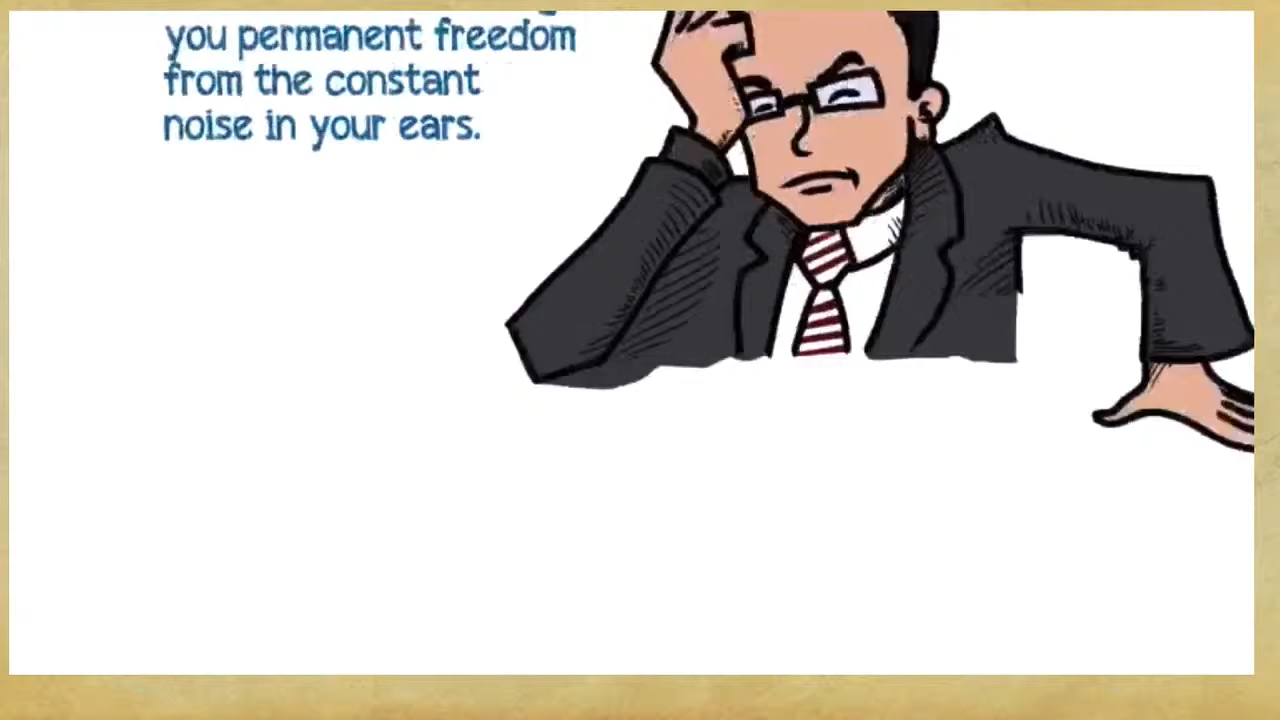 you permanent freedom
from the constant
noise in your ears.